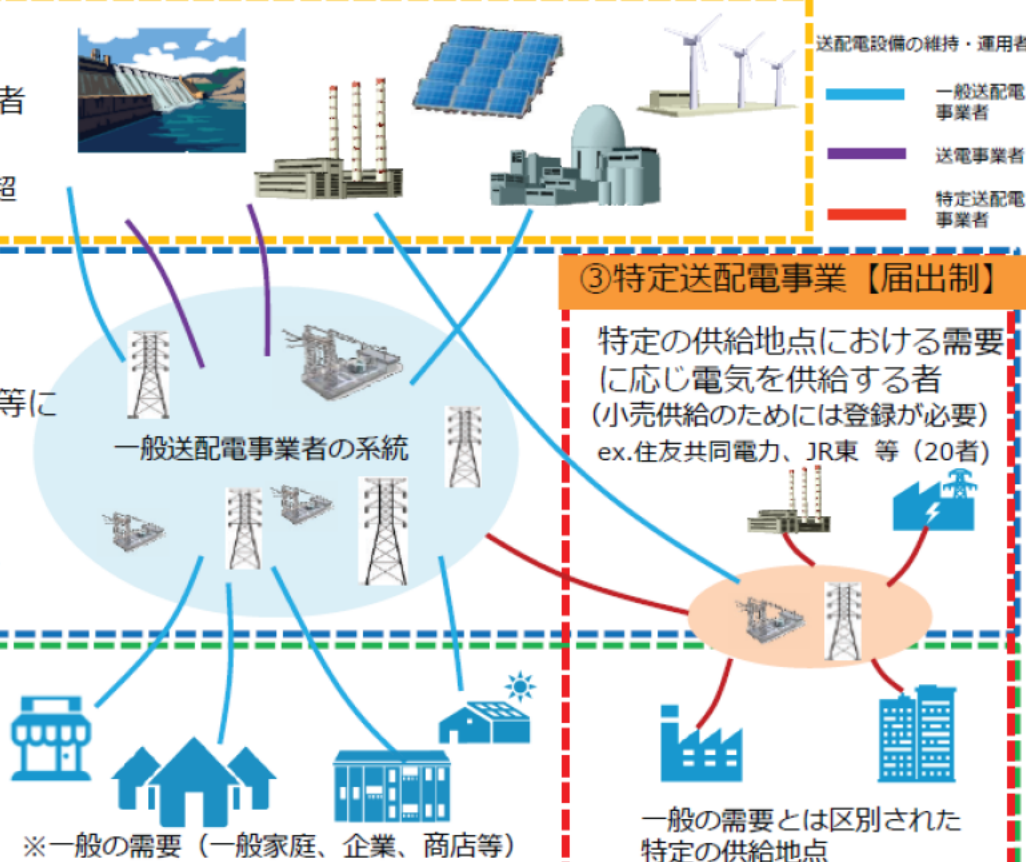 者
超
送配電設備の維持・運用者
一般送配電
事業者
送電事業者
特定送配電
事業者
③特定送配電事業【届出制】
特定の供給地点における需要
に応じ電気を供給する者
（小売供給のためには登録が必要）
ex.住友共同電力、JR東 等（20者)
等に
一般送配電事業者の系統
※一般の需要（一般家庭、企業、商店等）
一般の需要とは区別された
特定の供給地点